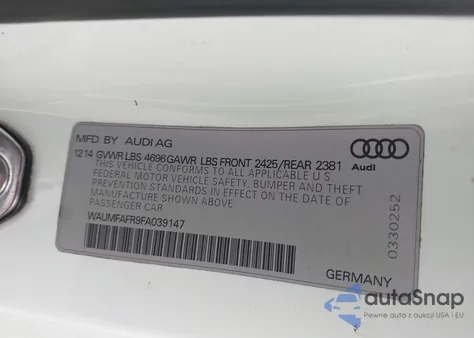 MFD. BY AUDI AG
12 14 GVWR LBS 4696 GAWR LBS FRONT 2425/REAR 2381
THIS VEHICLE CONFORMS TO ALL APPLICABLE U.S.
FEDERAL MOTOR VEHICLE SAFETY, BUMPER AND THEFT
PREVENTION STANDARDS IN EFFECT ON THE DATE OF
MANUFACTURE SHOWN ABOVE
PASSENGER CAR
WAUMFAFR9FA039147
Audi
0330252
GERMANY
autoSnap
Pewne auta z aukcji USA i EU